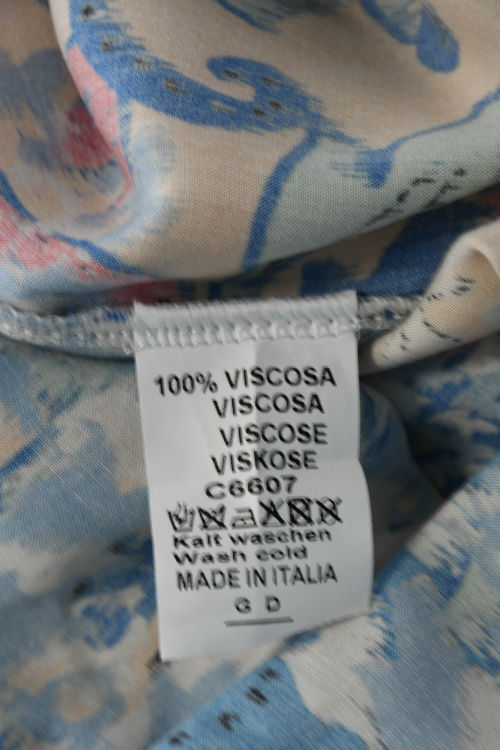 100% VISCOSA
VISCOSA
VISCOSE
VISKOSE
C6607
Kalt waschen
Wash cold
MADE IN ITALIA
G D